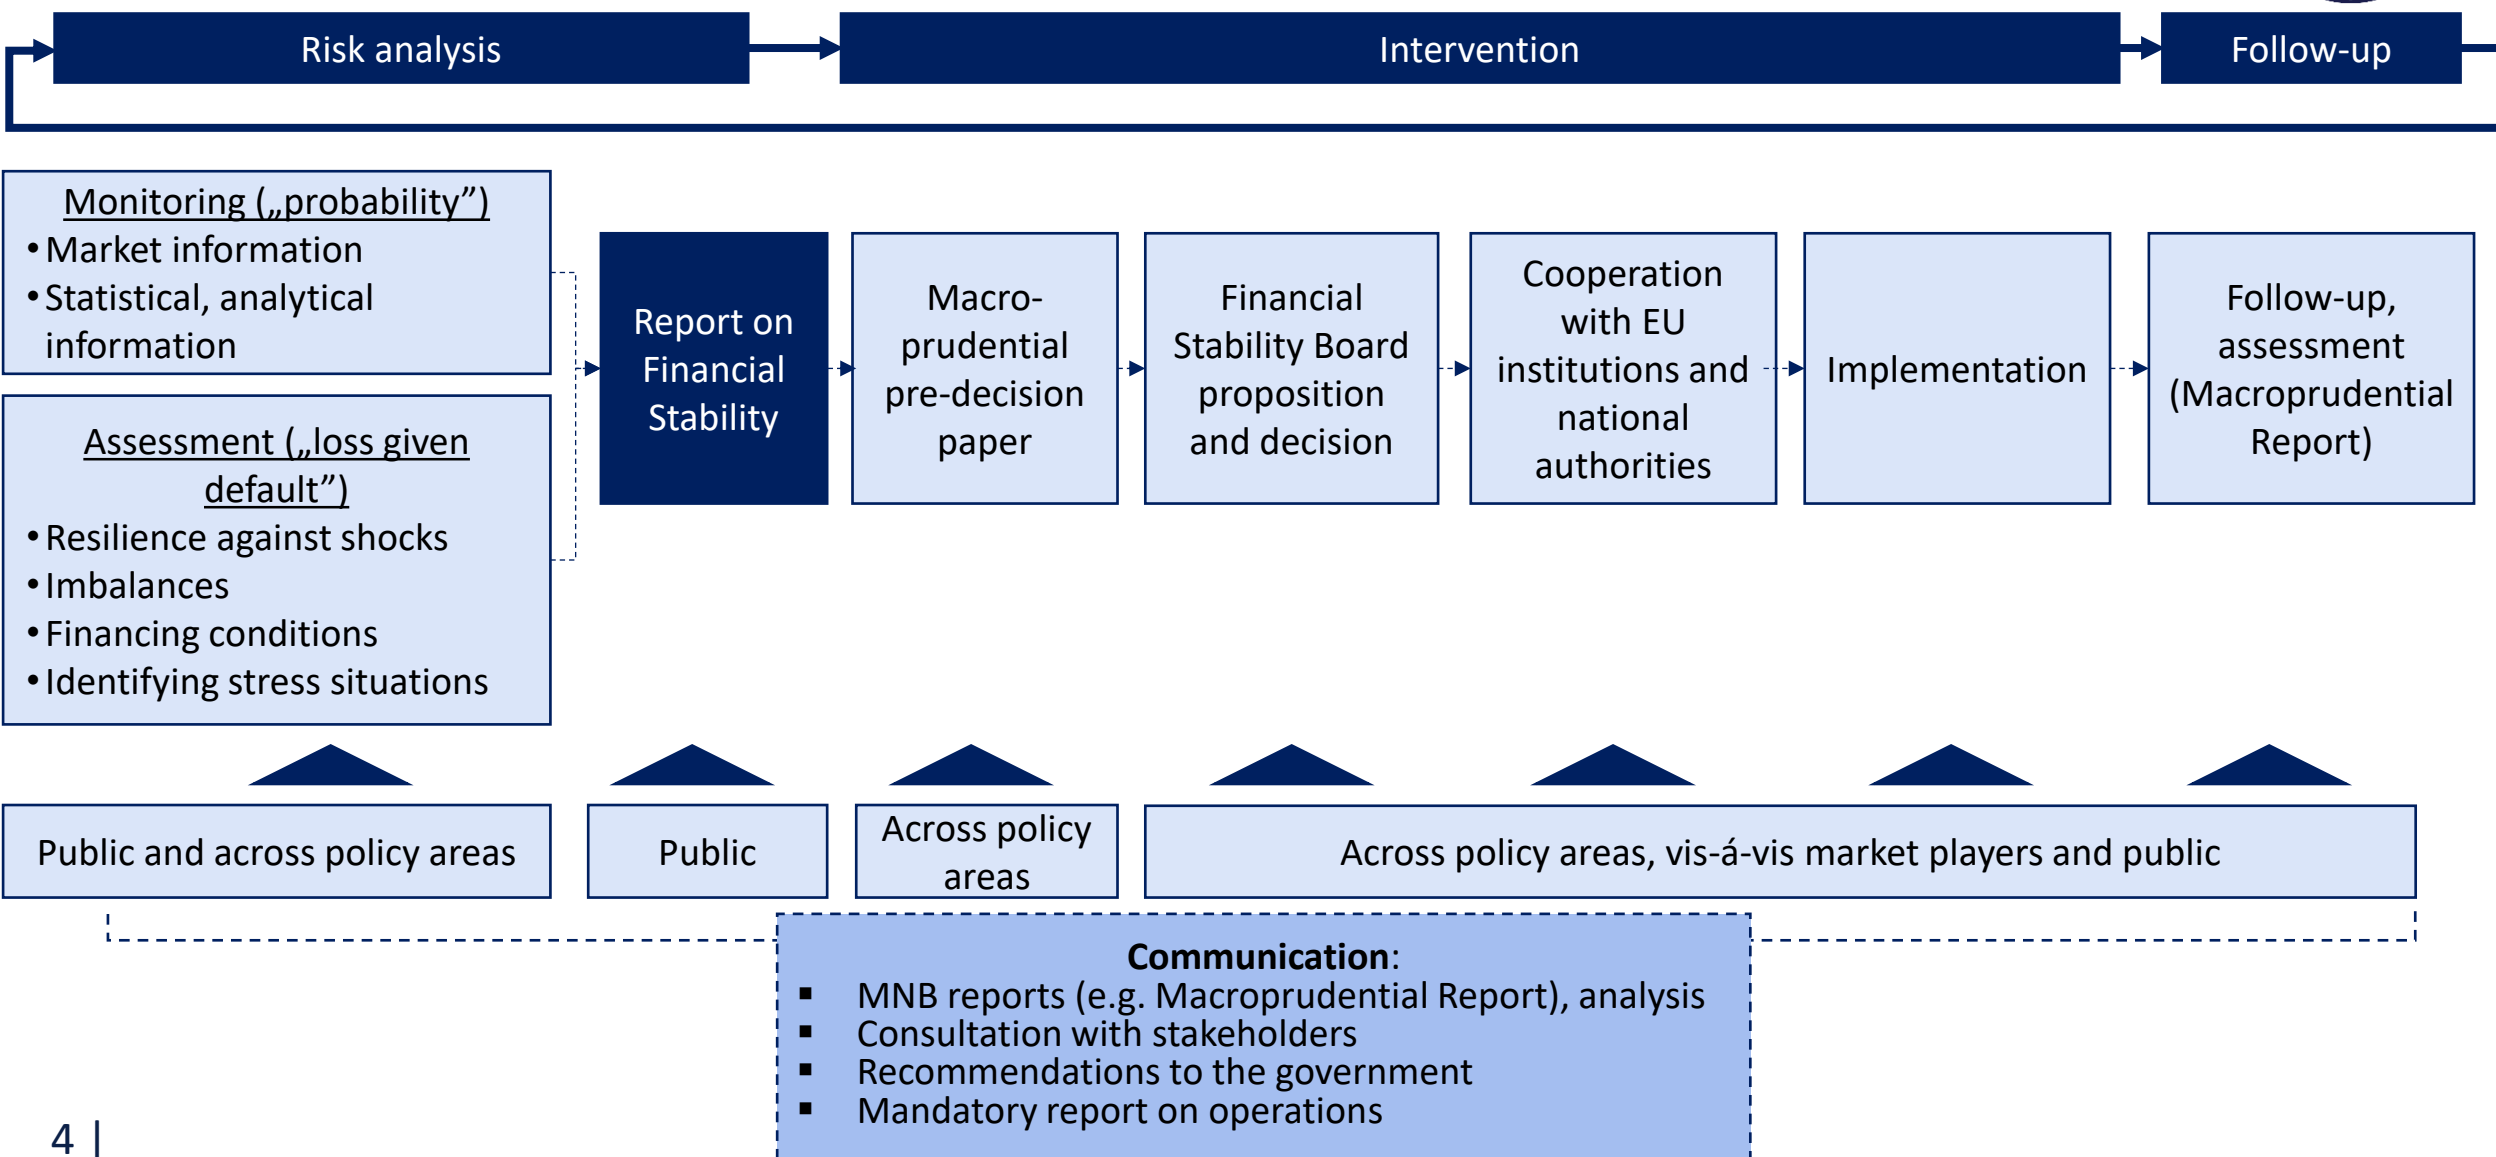 Risk analysis
Intervention
Follow-up
Monitoring („probability”)
• Market information
• Statistical, analytical
information
Assessment („loss given
default”)
• Resilience against shocks
• Imbalances
• Financing conditions
• Identifying stress situations
Report on
Financial
Stability
Macro-
prudential
pre-decision
paper
Financial
Stability Board
proposition
and decision
Cooperation
with EU
institutions and
national
authorities
Implementation
Follow-up,
assessment
(Macroprudential
Report)
Public and across policy areas
Public
Across policy
areas
Across policy areas, vis-á-vis market players and public
Communication:
▪ MNB reports (e.g. Macroprudential Report), analysis
▪ Consultation with stakeholders
▪ Recommendations to the government
▪ Mandatory report on operations
4 |